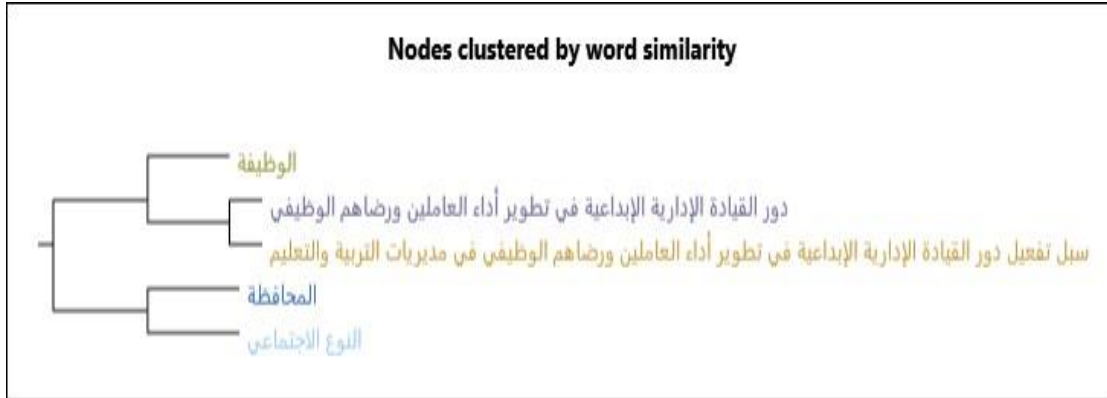 Nodes clustered by word similarity
الوظيفة
دور القيادة الإدارية الإبداعية في تطوير أداء العاملين ورضاهم الوظيفي
سبل تفعيل دور القيادة الإدارية الإبداعية في تطوير أداء العاملين ورضاهم الوظيفي في مديريات التربية والتعليم
المحافظة
النوع الاجتماعي